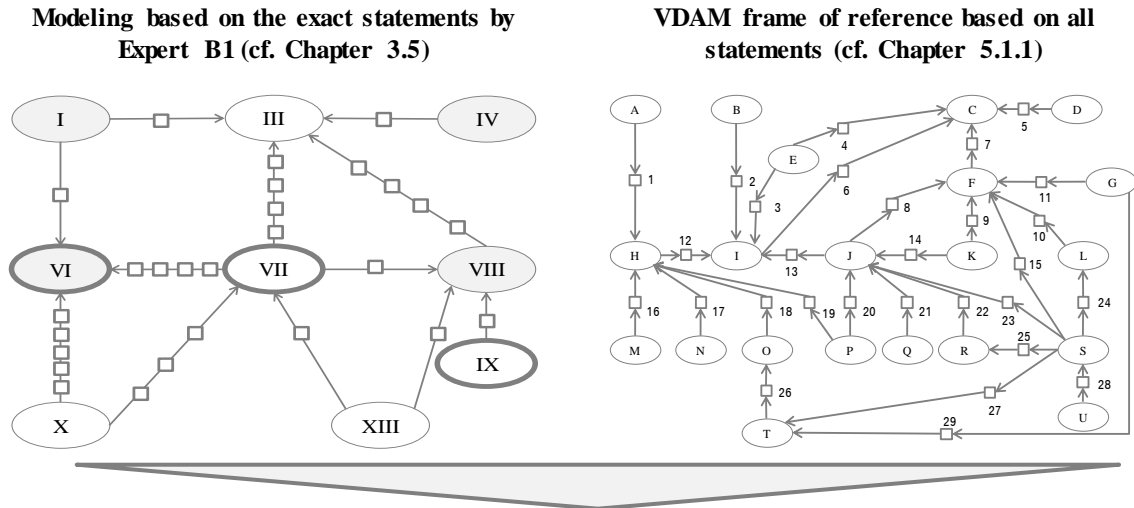 Modeling based on the exact statements by
Expert B1 (cf. Chapter 3.5)
VDAM frame of reference based on all
statements (cf. Chapter 5.1.1)
I
III
IV
VI
VII
VIII
IX
X
XIII
A
B
C
D
5
4
7
E
1
2
6
F
G
3
8
9
11
10
12
14
15
H
I
13
J
K
L
16
17
18
19
20
21
22
23
24
25
M
N
O
P
Q
R
S
26
27
28
29
T
U